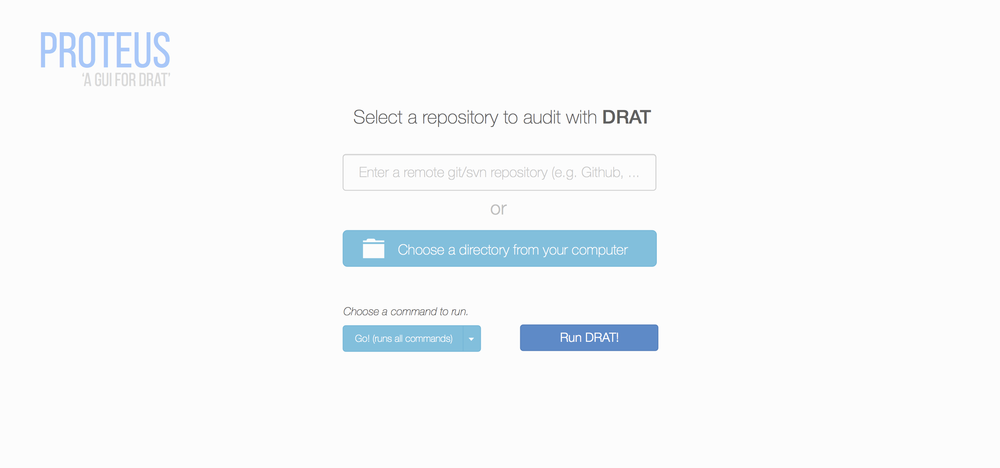 PROTEUS
‘A GUI FOR DRAT’
Select a repository to audit with DRAT
Enter a remote git/svn repository (e.g. Github, ...
or
Choose a directory from your computer
Choose a command to run.
Go! (runs all commands)
Run DRAT!